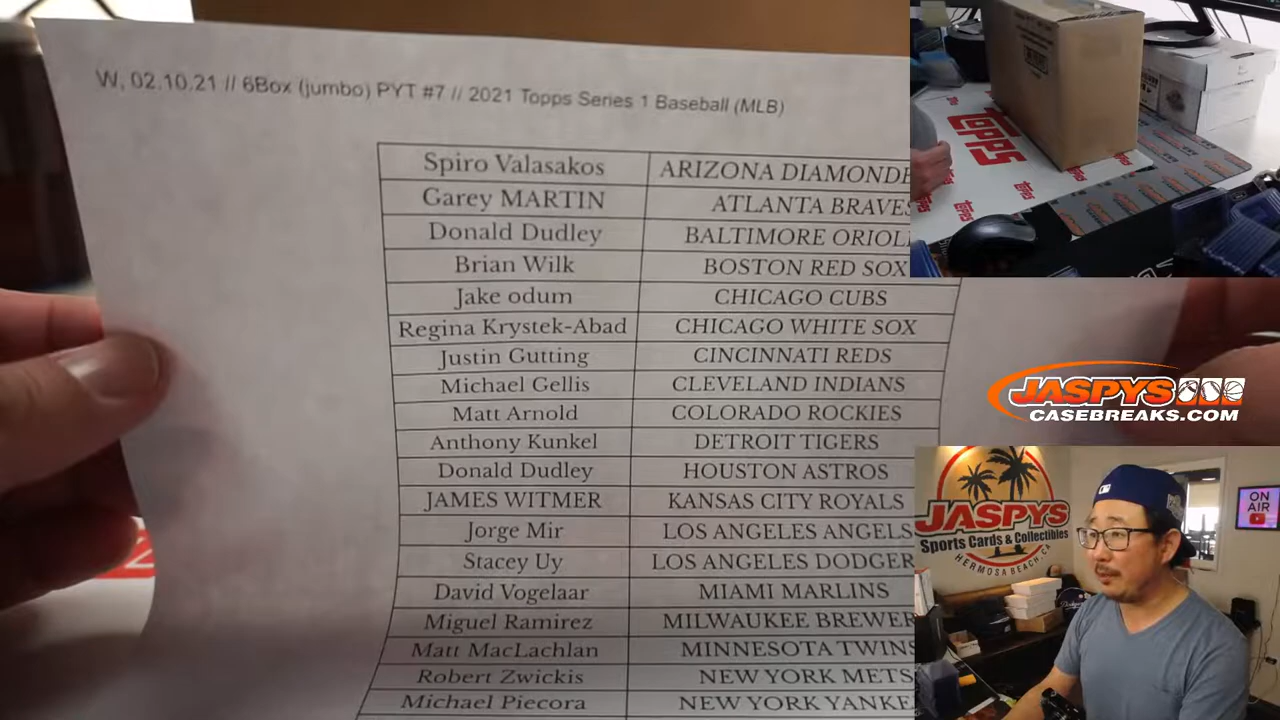 W, 02.10.21 // 6Box (jumbo) PYT #7 // 2021 Topps Series 1 Baseball (MLB)
Spiro Valasakos ARIZONA DIAMONDE
Garey MARTIN ATLANTA BRAVES
Donald Dudley BALTIMORE ORIOL
Brian Wilk BOSTON RED SOX
Jake odum CHICAGO CUBS
Regina Krystek-Abad CHICAGO WHITE SOX
Justin Gutting CINCINNATI REDS
Michael Gellis CLEVELAND INDIANS
Matt Arnold COLORADO ROCKIES
Anthony Kunkel DETROIT TIGERS
Donald Dudley HOUSTON ASTROS
JAMES WITMER KANSAS CITY ROYALS
Jorge Mir LOS ANGELES ANGELS
Stacey Uy LOS ANGELES DODGER
David Vogelaar MIAMI MARLINS
Miguel Ramirez MILWAUKEE BREWER
Matt MacLachlan MINNESOTA TWINS
Robert Zwickis NEW YORK METS
Michael Piecora NEW YORK YANKE
TOPPS
TOPPS
TOPPS
JASPYS
CASEBREAKS.COM
JASPYS
Sports Cards & Collectibles
HERMOSA BEACH, CA
ON
AIR